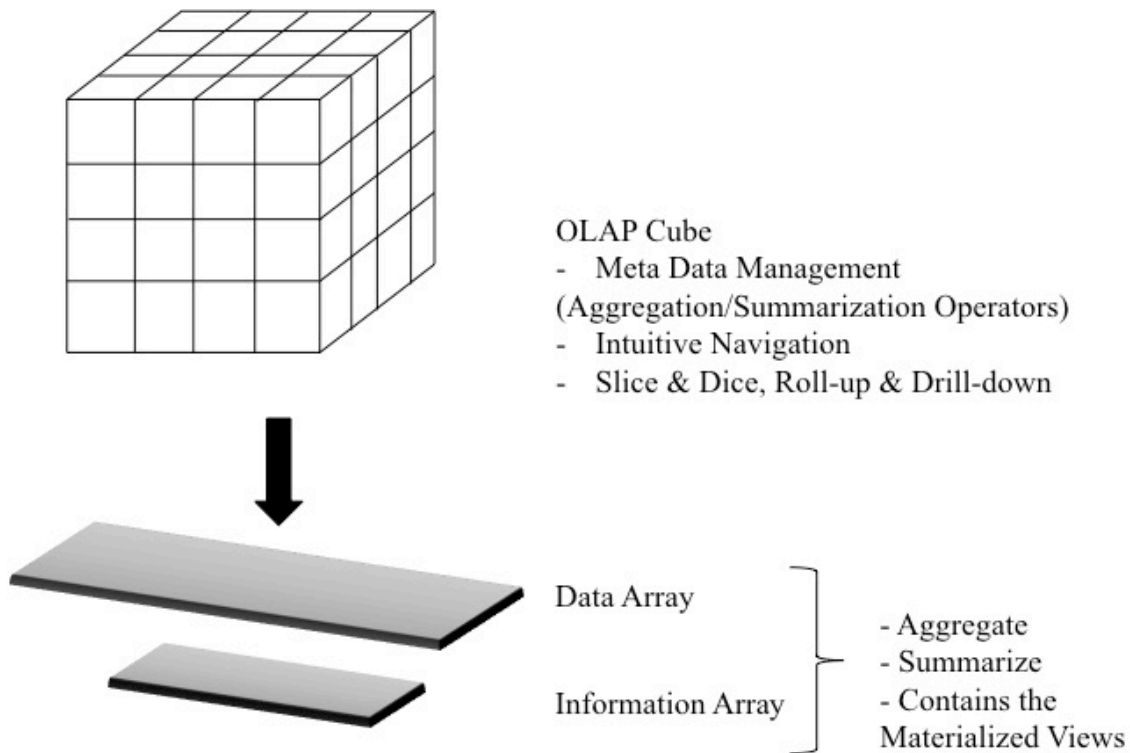 OLAP Cube
- Meta Data Management
(Aggregation/Summarization Operators)
- Intuitive Navigation
- Slice & Dice, Roll-up & Drill-down
Data Array
Information Array
- Aggregate
- Summarize
- Contains the
Materialized Views